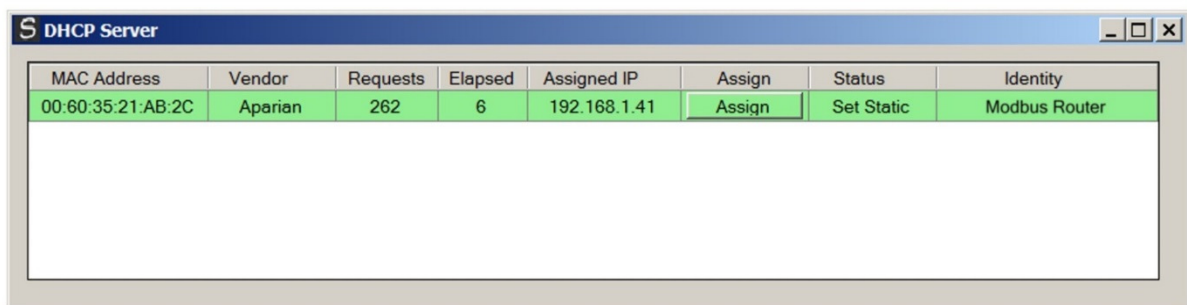 S DHCP Server
MAC Address Vendor Requests Elapsed Assigned IP Assign Status Identity
00:60:35:21:AB:2C Aparian 262 6 192.168.1.41 Assign Set Static Modbus Router